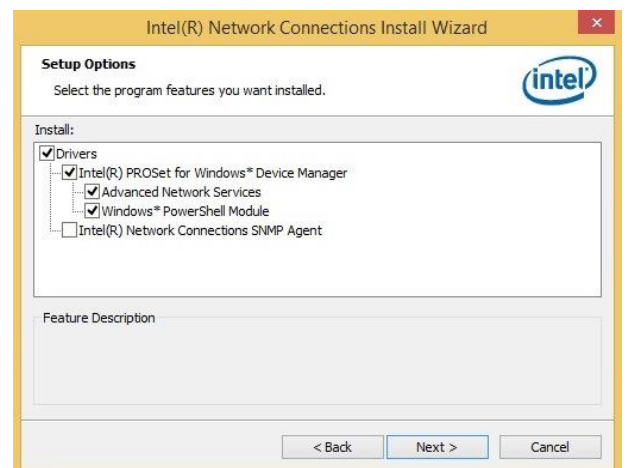 Intel(R) Network Connections Install Wizard
×
Setup Options
Select the program features you want installed.
intel
Install:
Drivers
Intel(R) PROSet for Windows* Device Manager
Advanced Network Services
Windows* PowerShell Module
Intel(R) Network Connections SNMP Agent
Feature Description
< Back Next > Cancel